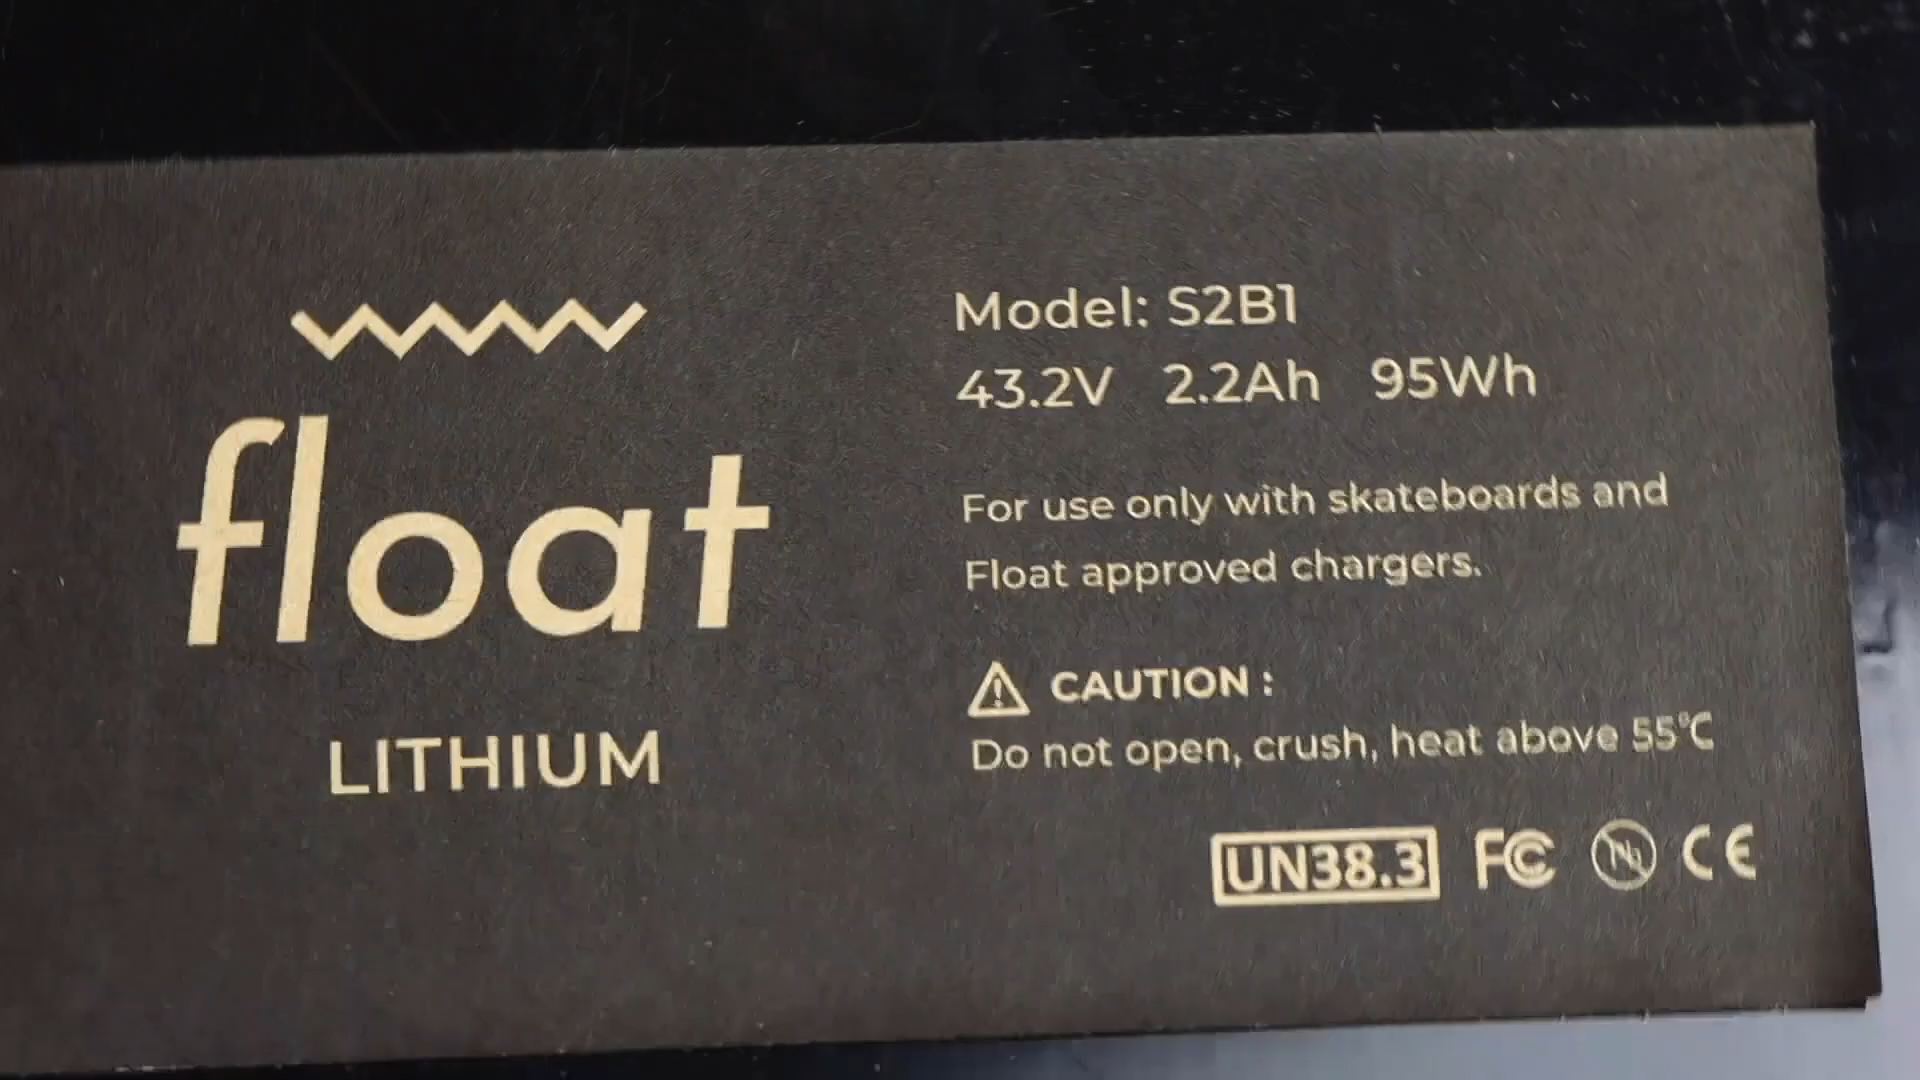 float
LITHIUM
Model: S2B1
43.2V 2.2Ah 95Wh
For use only with skateboards and
Float approved chargers.
CAUTION :
Do not open, crush, heat above 55℃
UN38.3 FC Pb CE